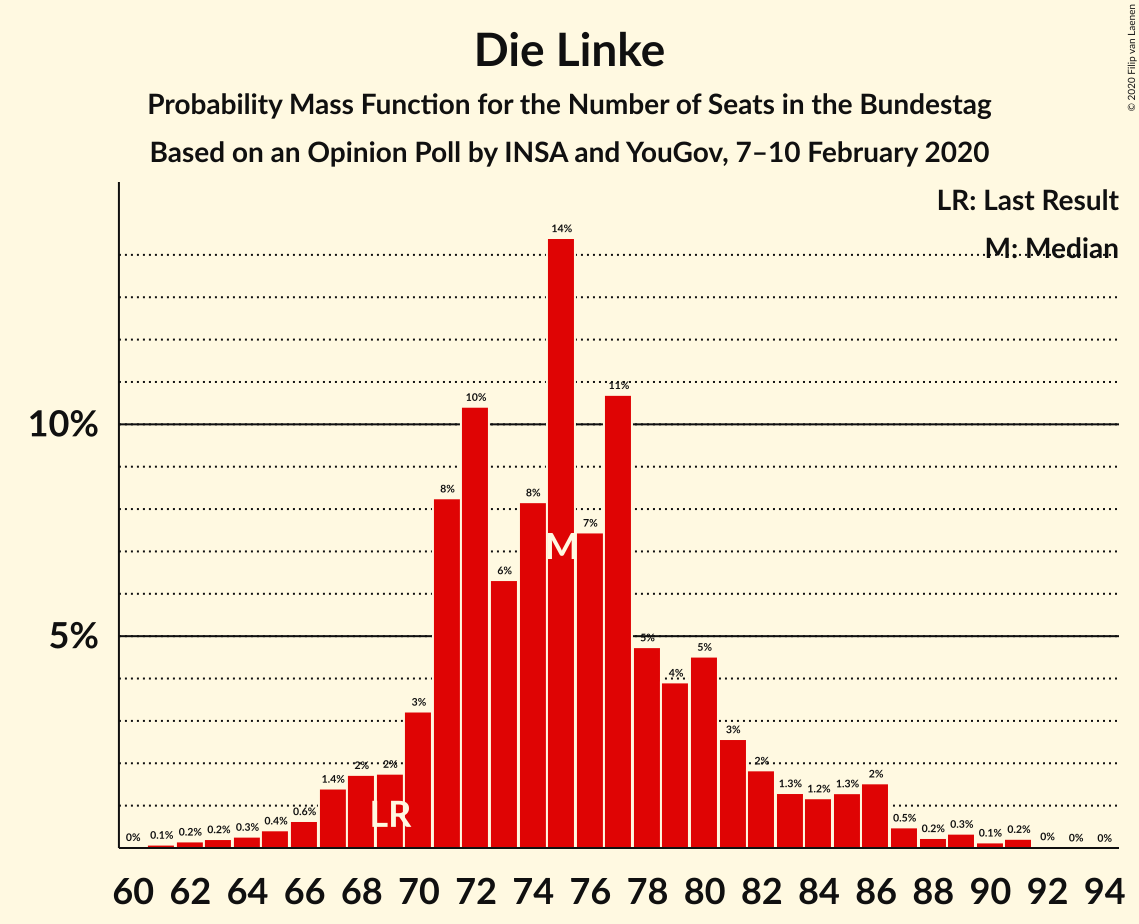 Die Linke
Probability Mass Function for the Number of Seats in the Bundestag
Based on an Opinion Poll by INSA and YouGov, 7–10 February 2020
© 2020 Filip van Laenen
LR: Last Result
M: Median
10%
5%
0% 0.1% 0.2% 0.2% 0.3% 0.4% 0.6% 1.4% 2% 2% 3% 8% 10% 6% 8% 14% 7% 11% 5% 4% 5% 3% 2% 1.3% 1.2% 1.3% 2% 0.5% 0.2% 0.3% 0.1% 0.2% 0% 0% 0%
M
LR
60 62 64 66 68 70 72 74 76 78 80 82 84 86 88 90 92 94